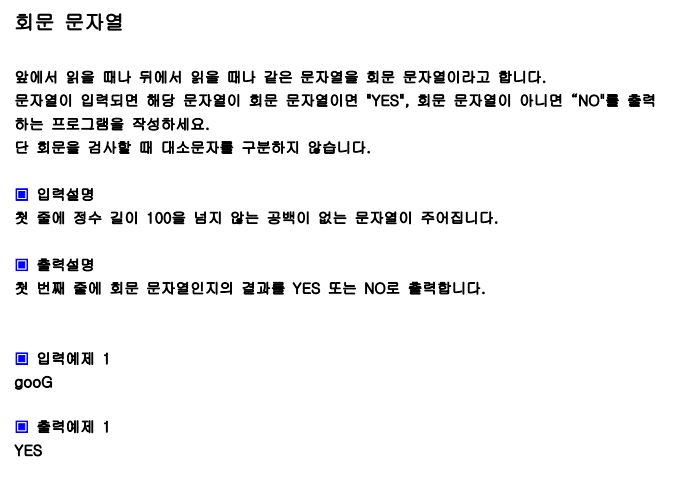 회문 문자열
앞에서 읽을 때나 뒤에서 읽을 때나 같은 문자열을 회문 문자열이라고 합니다.
문자열이 입력되면 해당 문자열이 회문 문자열이면 "YES", 회문 문자열이 아니면 “NO"를 출력
하는 프로그램을 작성하세요.
단 회문을 검사할 때 대소문자를 구분하지 않습니다.
▣ 입력설명
첫 줄에 정수 길이 100을 넘지 않는 공백이 없는 문자열이 주어집니다.
▣ 출력설명
첫 번째 줄에 회문 문자열인지의 결과를 YES 또는 NO로 출력합니다.
▣ 입력예제 1
gooG
▣ 출력예제 1
YES